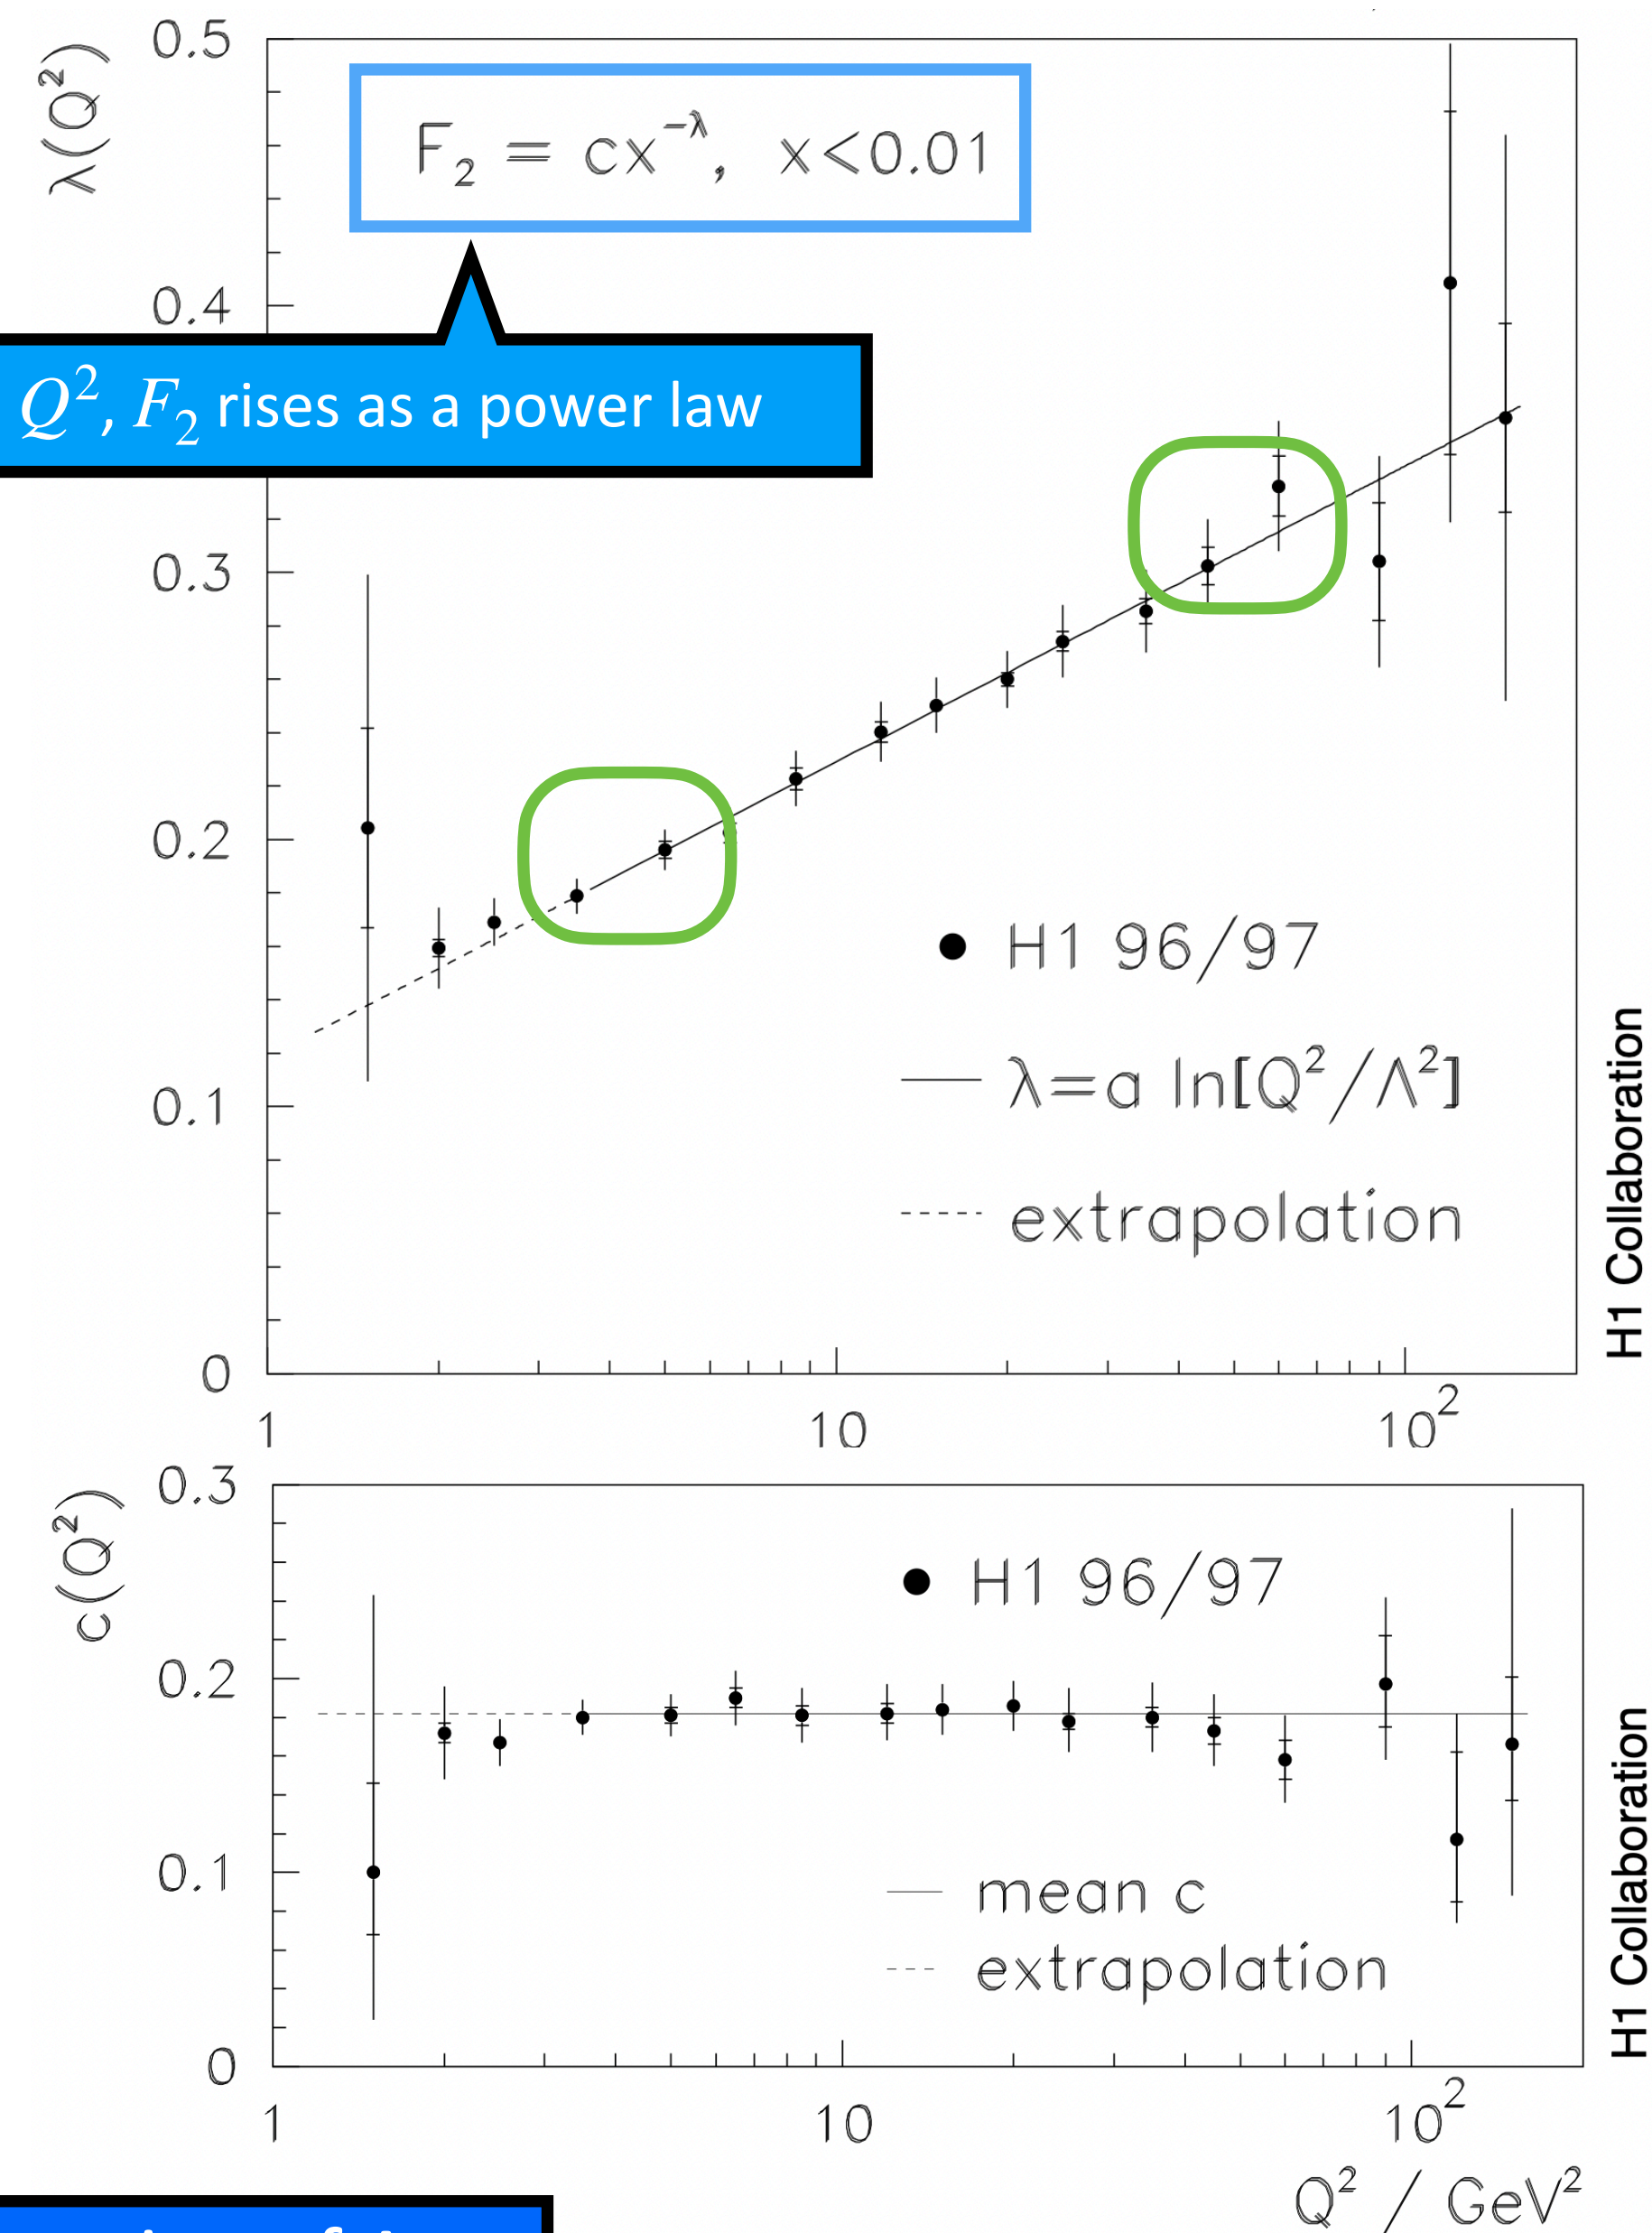 λ(Q²)
0.5
F₂ = cx^{-λ}, x<0.01
0.4
Q², F₂ rises as a power law
0.3
0.2
H1 96/97
λ=a ln[Q²/Λ²]
0.1
extrapolation
0
1 10 10²
H1 Collaboration
c(Q²)
0.3
H1 96/97
0.2
0.1
mean c
extrapolation
0
1 10 10²
Q² / GeV²
H1 Collaboration